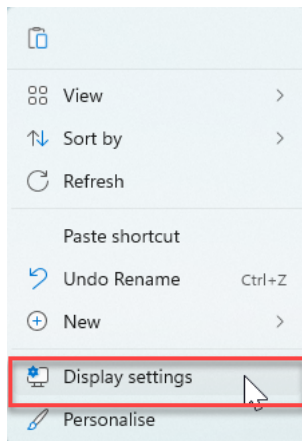 View
Sort by
Refresh
Paste shortcut
Undo Rename Ctrl+Z
New
Display settings
Personalise